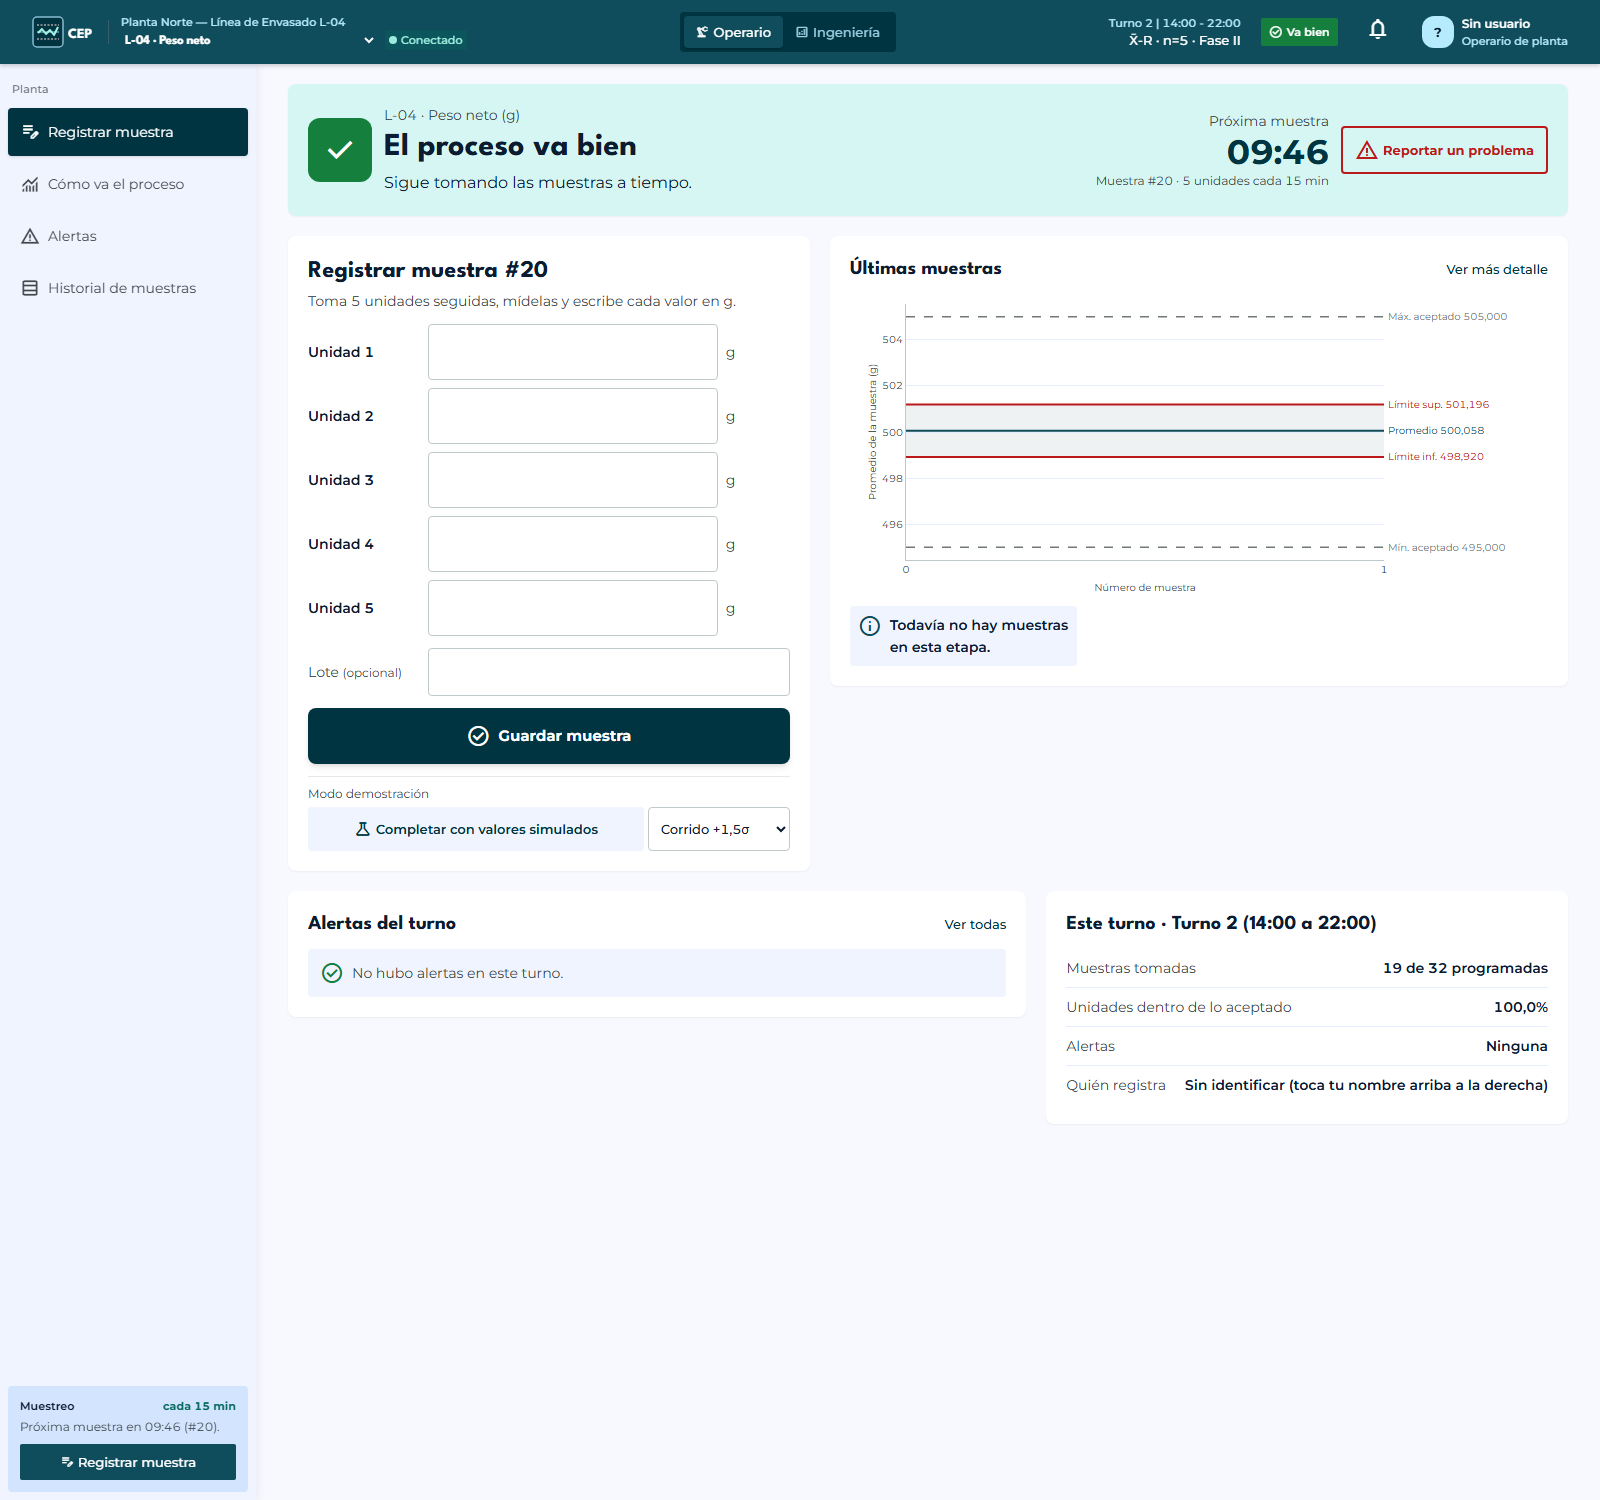 CEP
Planta Norte — Línea de Envasado L-04
L-04 · Peso neto
Conectado
Operario
Ingeniería
Turno 2 | 14:00 - 22:00
X̄-R · n=5 · Fase II
Va bien
?
Sin usuario
Operario de planta
Planta
Registrar muestra
Cómo va el proceso
Alertas
Historial de muestras
Muestreo
cada 15 min
Próxima muestra en 09:46 (#20).
Registrar muestra
L-04 · Peso neto (g)
El proceso va bien
Sigue tomando las muestras a tiempo.
Próxima muestra
09:46
Muestra #20 · 5 unidades cada 15 min
Reportar un problema
Registrar muestra #20
Toma 5 unidades seguidas, mídelas y escribe cada valor en g.
Unidad 1
g
Unidad 2
g
Unidad 3
g
Unidad 4
g
Unidad 5
g
Lote (opcional)
Guardar muestra
Modo demostración
Completar con valores simulados
Corrido +1,5σ
Últimas muestras
Ver más detalle
Promedio de la muestra (g)
504
502
500
498
496
Máx. aceptado 505,000
Límite sup. 501,196
Promedio 500,058
Límite inf. 498,920
Mín. aceptado 495,000
0
1
Número de muestra
Todavía no hay muestras
en esta etapa.
Alertas del turno
Ver todas
No hubo alertas en este turno.
Este turno · Turno 2 (14:00 a 22:00)
Muestras tomadas
19 de 32 programadas
Unidades dentro de lo aceptado
100,0%
Alertas
Ninguna
Quién registra
Sin identificar (toca tu nombre arriba a la derecha)